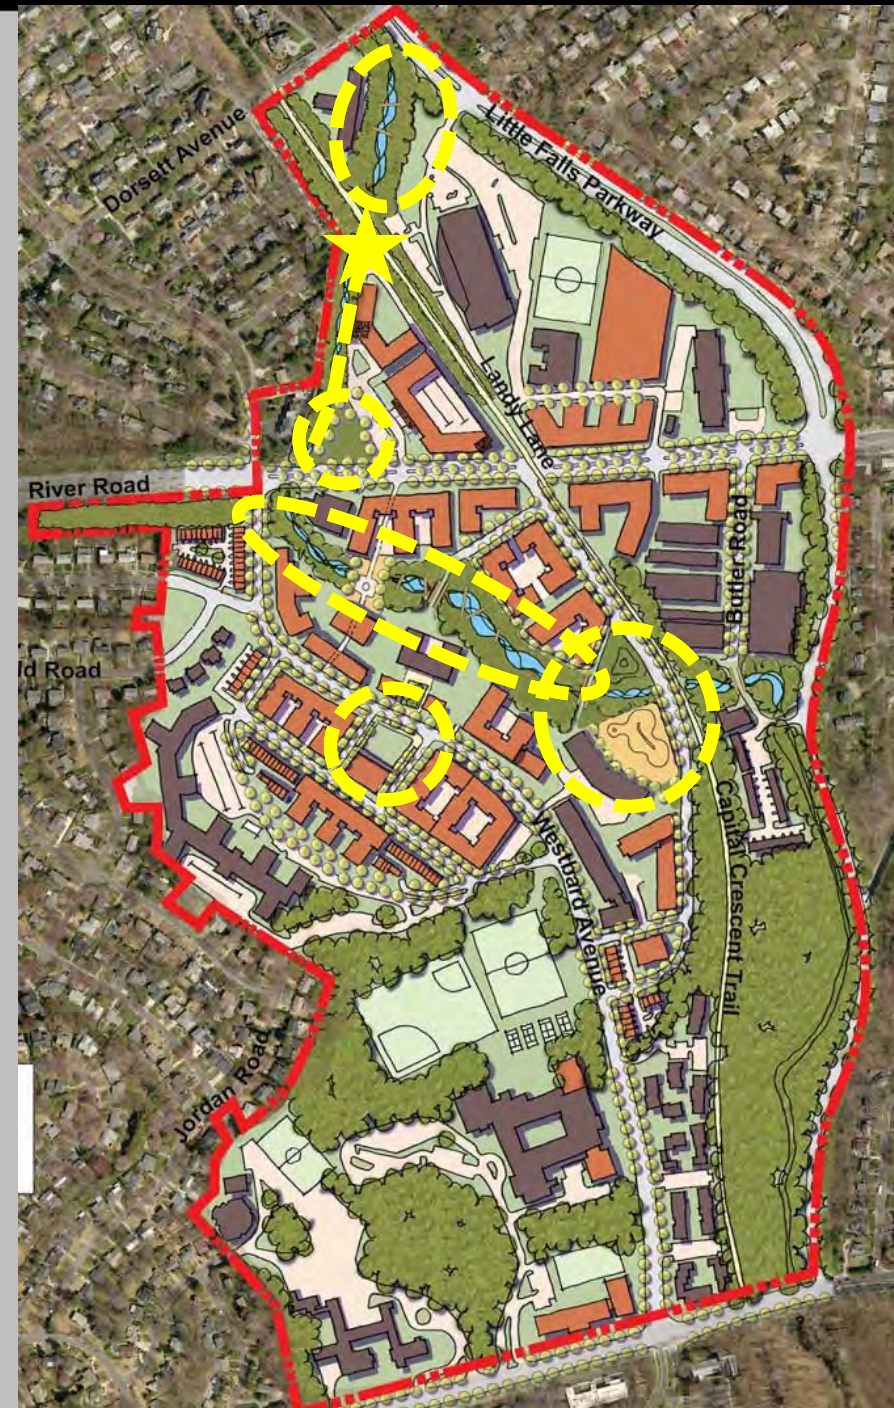 Dorsett Avenue
Little Falls Parkway
Landy Lane
River Road
Butler Road
ld Road
Capital Crescent Trail
Westbard Avenue
Jordan Road